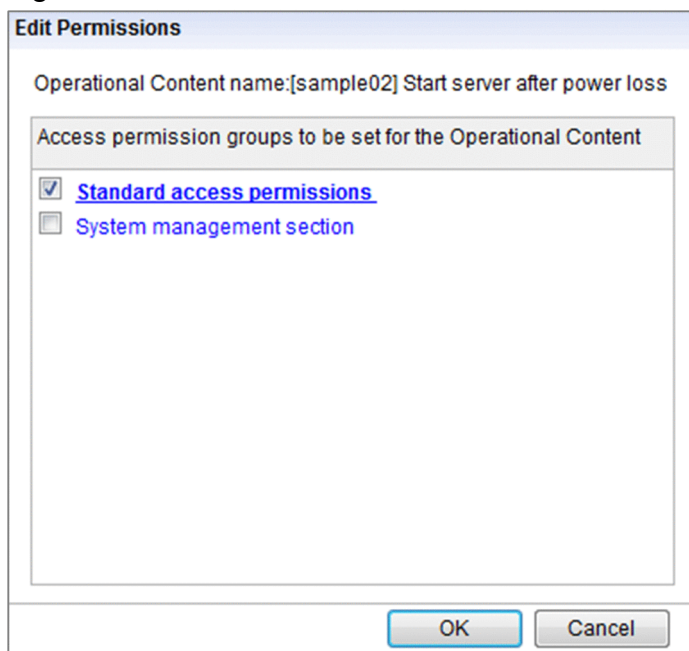 Edit Permissions
Operational Content name:[sample02] Start server after power loss
Access permission groups to be set for the Operational Content
Standard access permissions
System management section
OK
Cancel